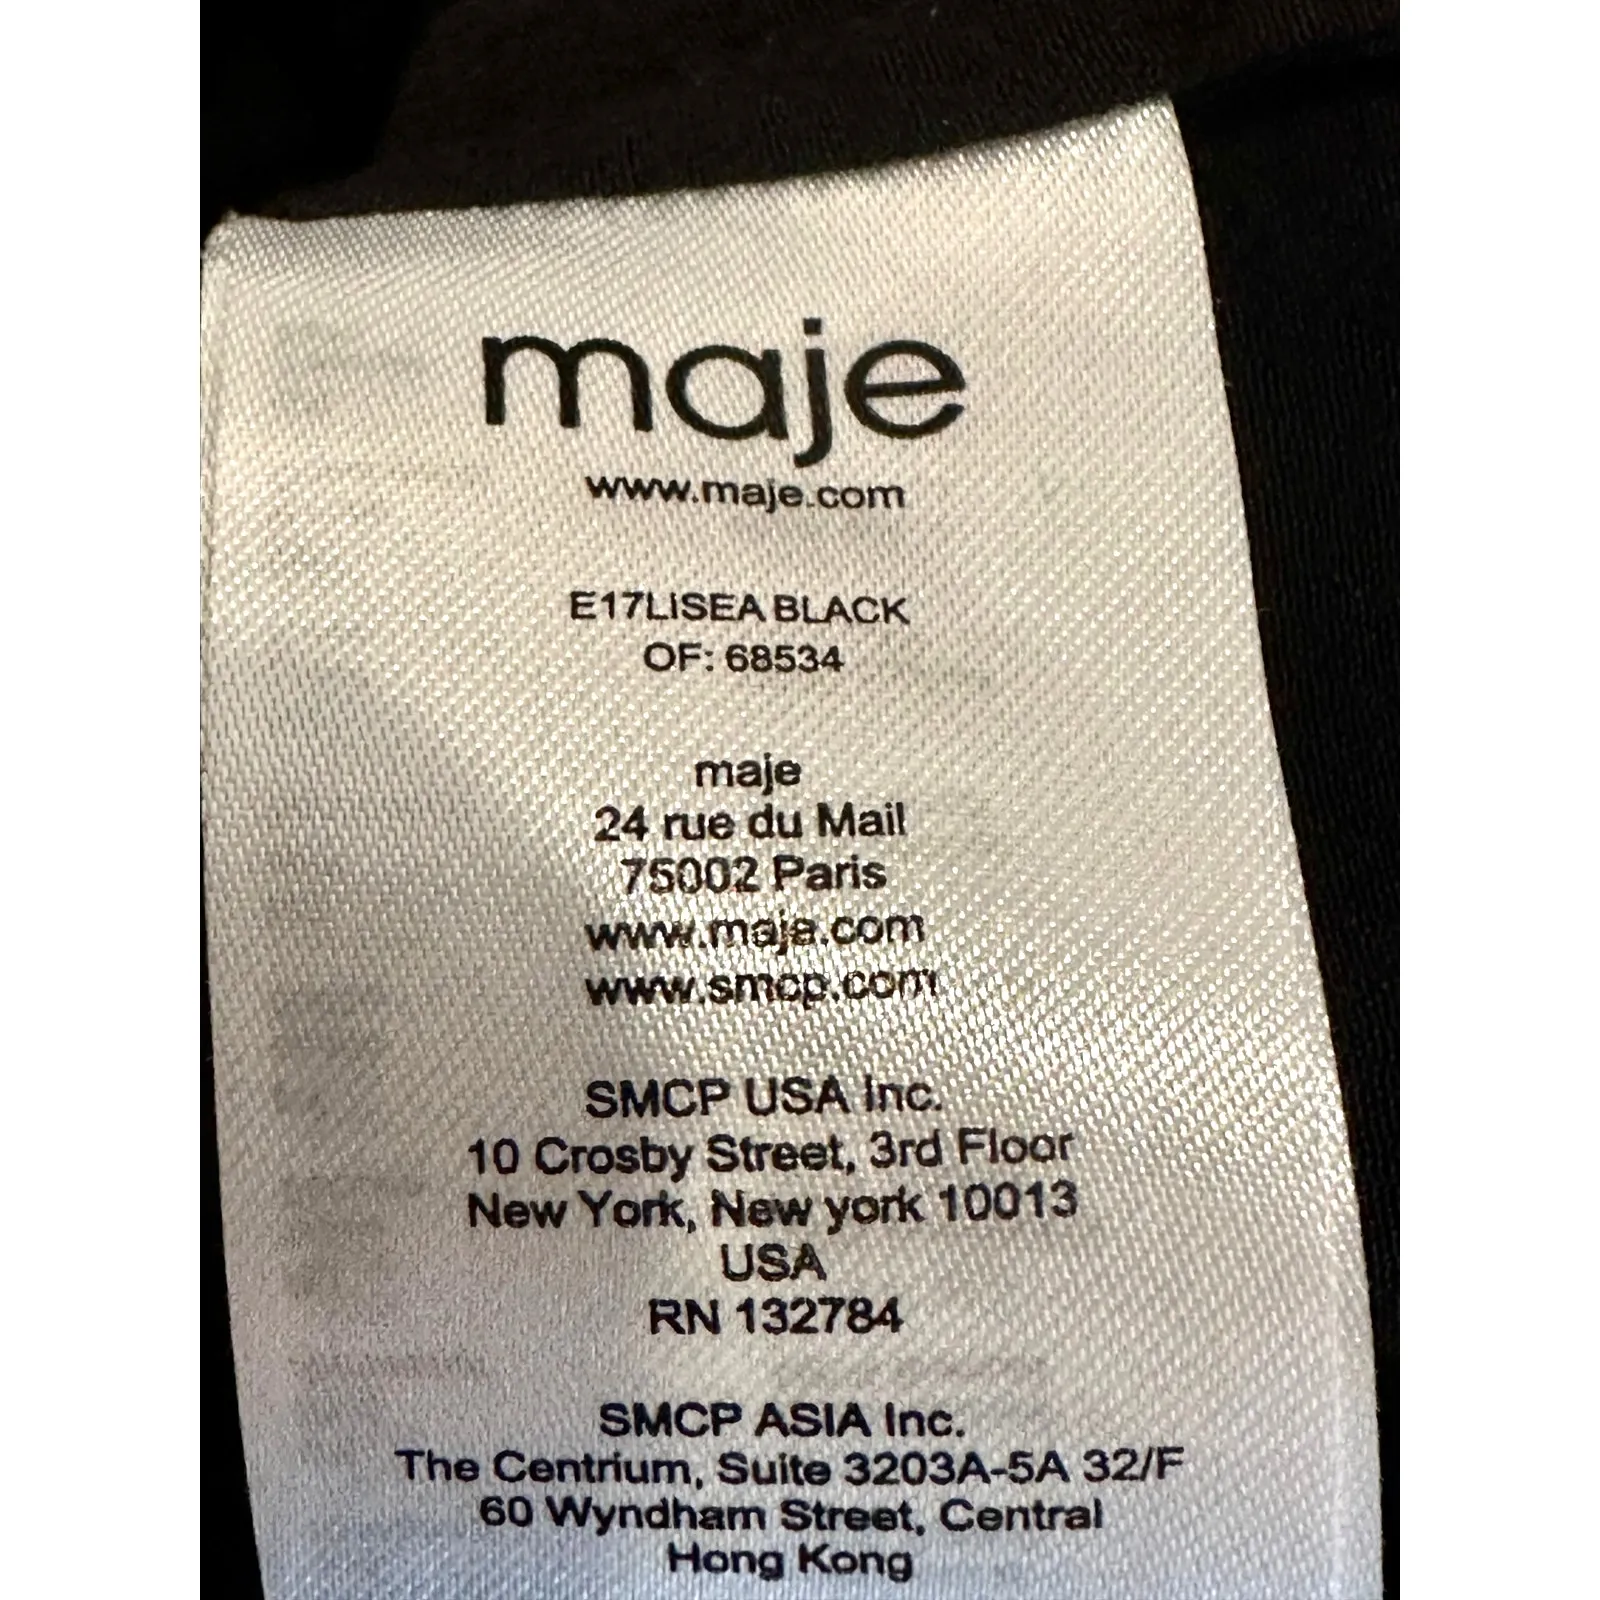 maje
www.maje.com
E17LISEA BLACK
OF: 68534
maje
24 rue du Mail
75002 Paris
www.maje.com
www.smcp.com
SMCP USA Inc.
10 Crosby Street, 3rd Floor
New York, New york 10013
USA
RN 132784
SMCP ASIA Inc.
The Centrium, Suite 3203A-5A 32/F
60 Wyndham Street, Central
Hong Kong